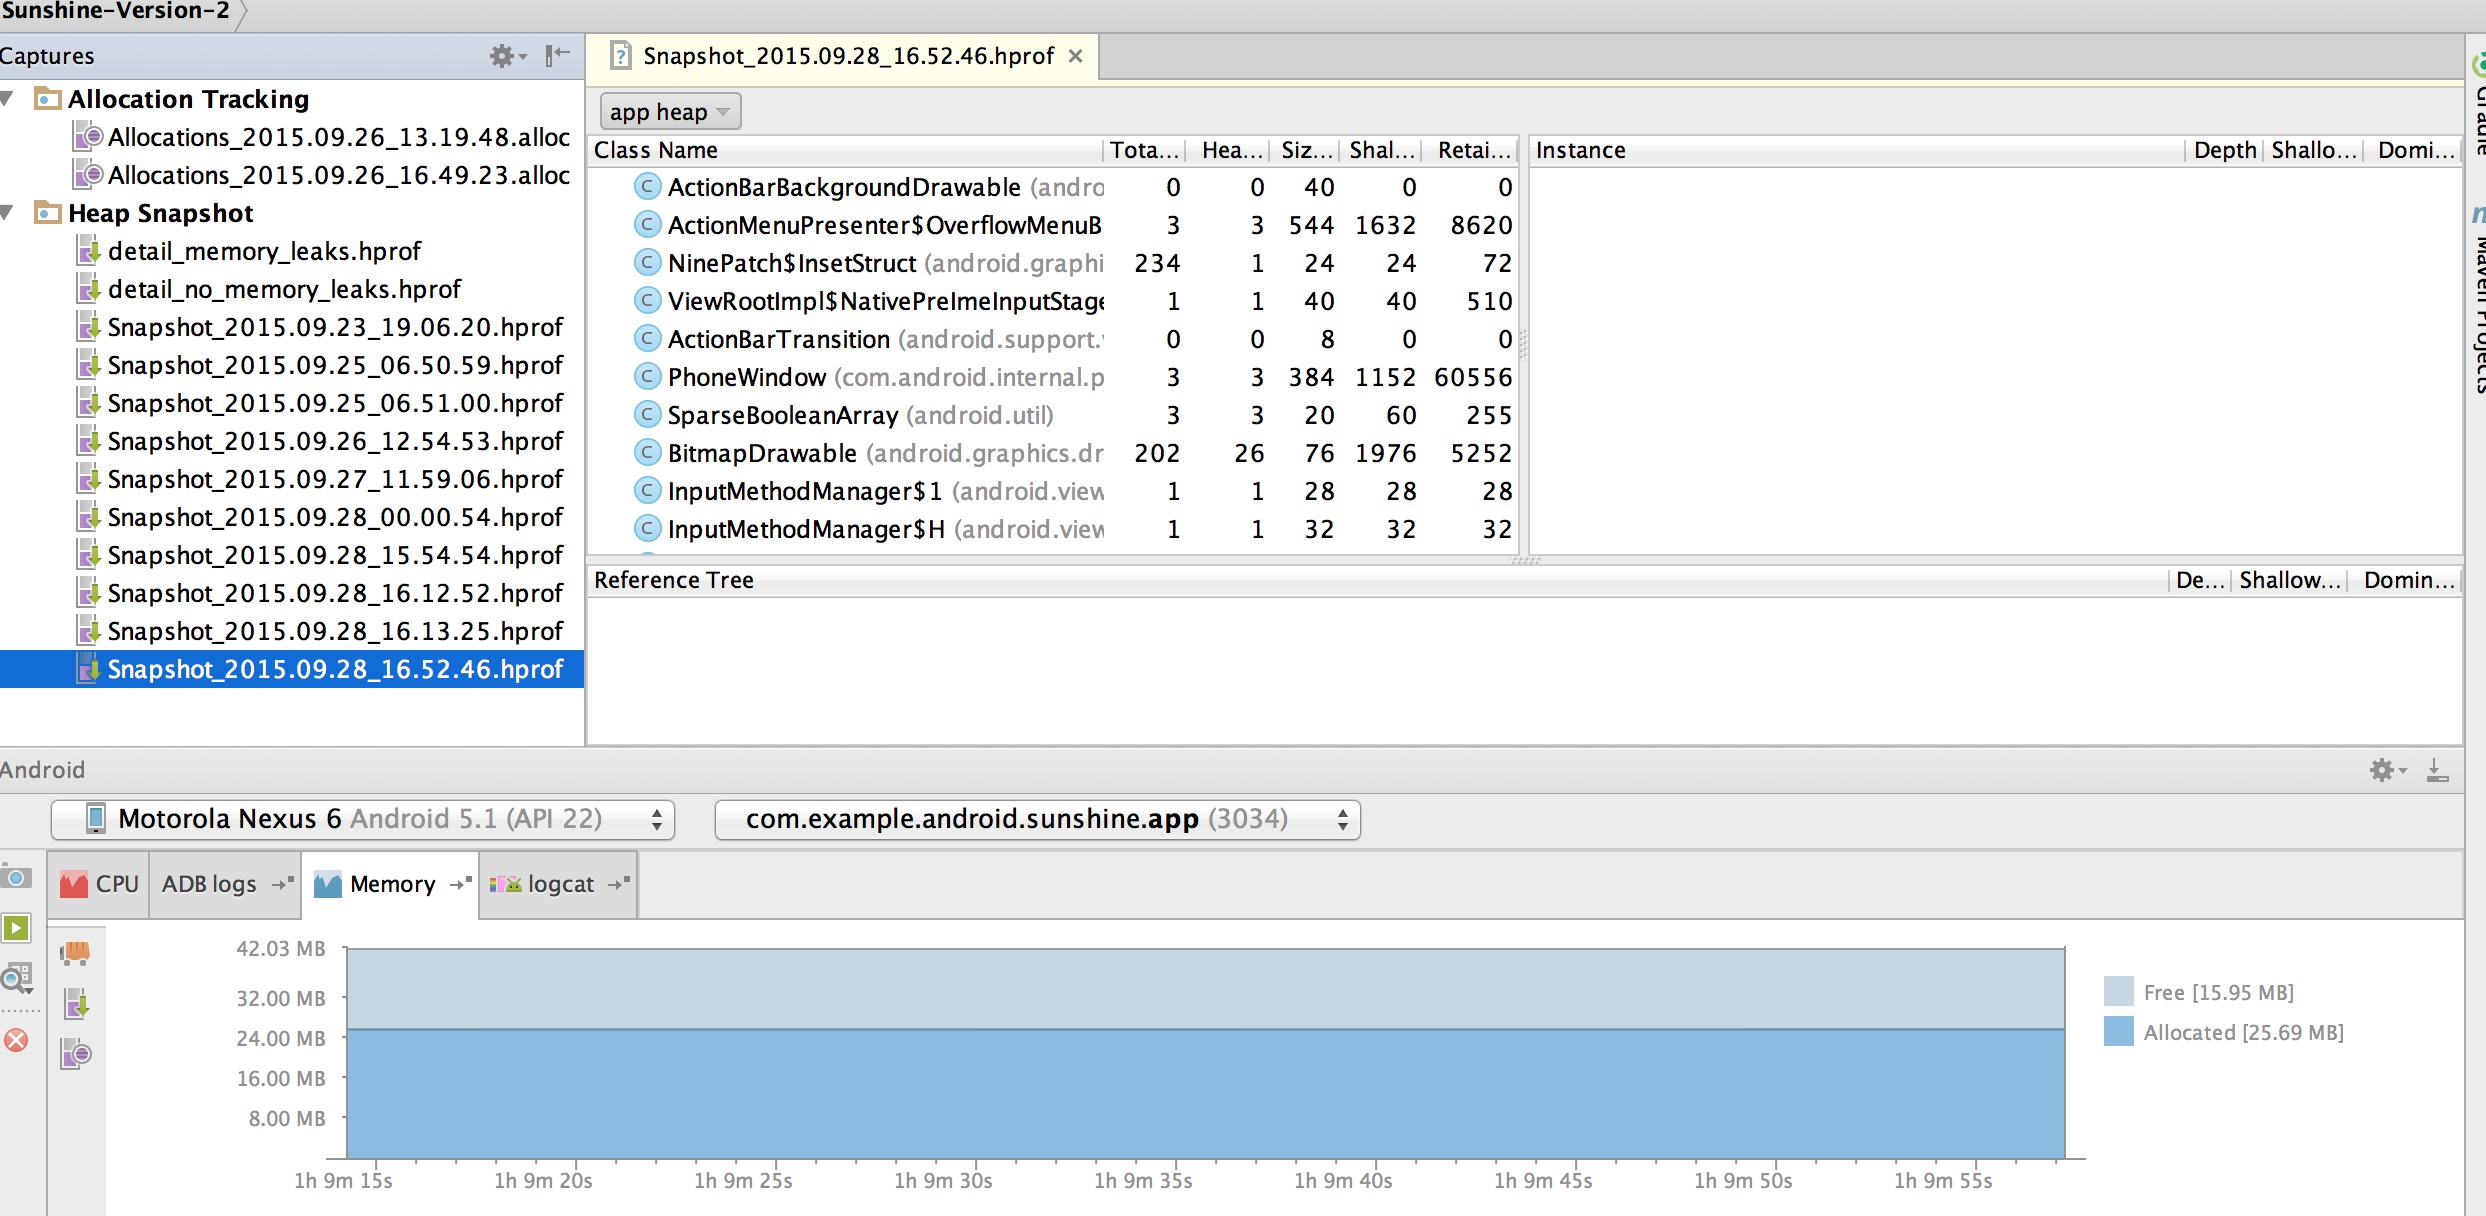 Sunshine-Version-2
Captures
Allocation Tracking
Allocations_2015.09.26_13.19.48.alloc
Allocations_2015.09.26_16.49.23.alloc
Heap Snapshot
detail_memory_leaks.hprof
detail_no_memory_leaks.hprof
Snapshot_2015.09.23_19.06.20.hprof
Snapshot_2015.09.25_06.50.59.hprof
Snapshot_2015.09.25_06.51.00.hprof
Snapshot_2015.09.26_12.54.53.hprof
Snapshot_2015.09.27_11.59.06.hprof
Snapshot_2015.09.28_00.00.54.hprof
Snapshot_2015.09.28_15.54.54.hprof
Snapshot_2015.09.28_16.12.52.hprof
Snapshot_2015.09.28_16.13.25.hprof
Snapshot_2015.09.28_16.52.46.hprof
Snapshot_2015.09.28_16.52.46.hprof
app heap
Class Name Tota... Hea... Siz... Shal... Retai...
ActionBarBackgroundDrawable (andro 0 0 40 0 0
ActionMenuPresenter$OverflowMenuB 3 3 544 1632 8620
NinePatch$InsetStruct (android.graphi 234 1 24 24 72
ViewRootImpl$NativePreImeInputStage 1 1 40 40 510
ActionBarTransition (android.support. 0 0 8 0 0
PhoneWindow (com.android.internal.p 3 3 384 1152 60556
SparseBooleanArray (android.util) 3 3 20 60 255
BitmapDrawable (android.graphics.dr 202 26 76 1976 5252
InputMethodManager$1 (android.view 1 1 28 28 28
InputMethodManager$H (android.view 1 1 32 32 32
Instance Depth Shallo... Domi...
Reference Tree De... Shallow... Domin...
Gradle
Maven Projects
Android
Motorola Nexus 6 Android 5.1 (API 22)
com.example.android.sunshine.app (3034)
CPU
ADB logs
Memory
logcat
42.03 MB
32.00 MB
24.00 MB
16.00 MB
8.00 MB
1h 9m 15s 1h 9m 20s 1h 9m 25s 1h 9m 30s 1h 9m 35s 1h 9m 40s 1h 9m 45s 1h 9m 50s 1h 9m 55s
Free [15.95 MB]
Allocated [25.69 MB]